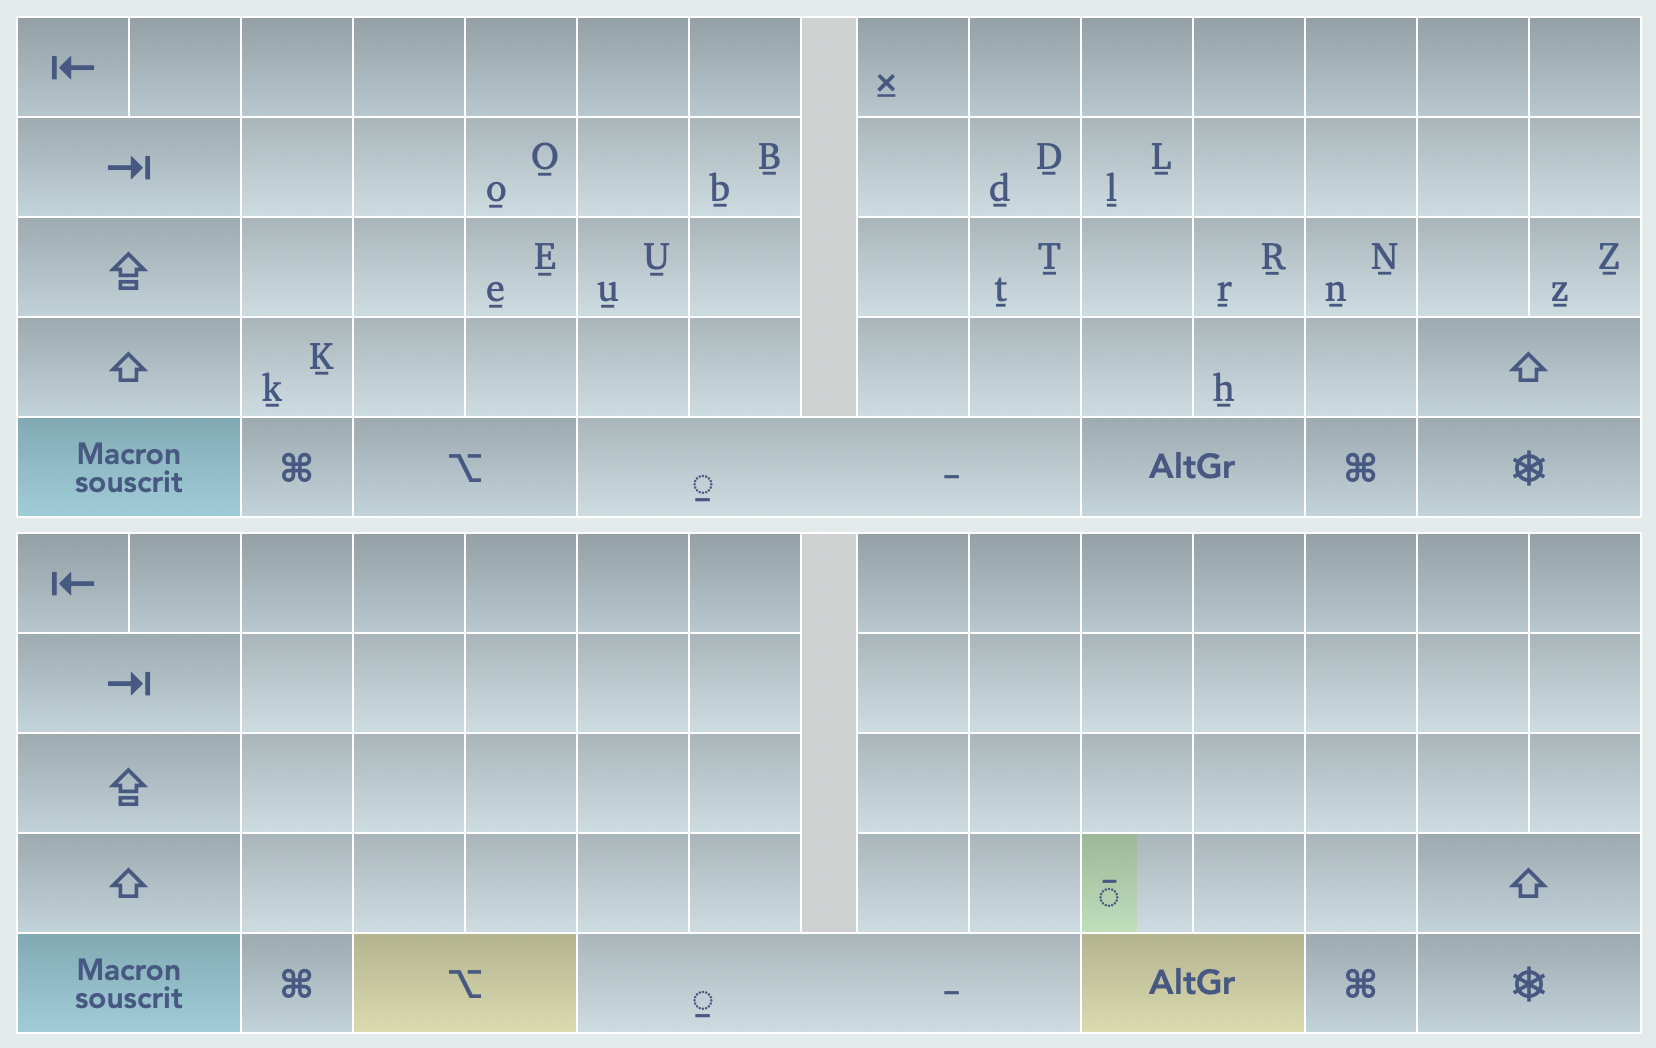 ×̱
O̱ Ḇ Ḏ Ḻ
o̱ ḇ ḏ ḻ
E̱ U̱ Ṯ Ṟ Ṉ Ẕ
e̱ u̱ ṯ ṟ ṉ ẕ
Ḵ
ḵ ẖ
Macron
souscrit
⌘ ⌥ ◌̱ – AltGr ⌘
◌̄
Macron
souscrit
⌘ ⌥ ◌̱ – AltGr ⌘